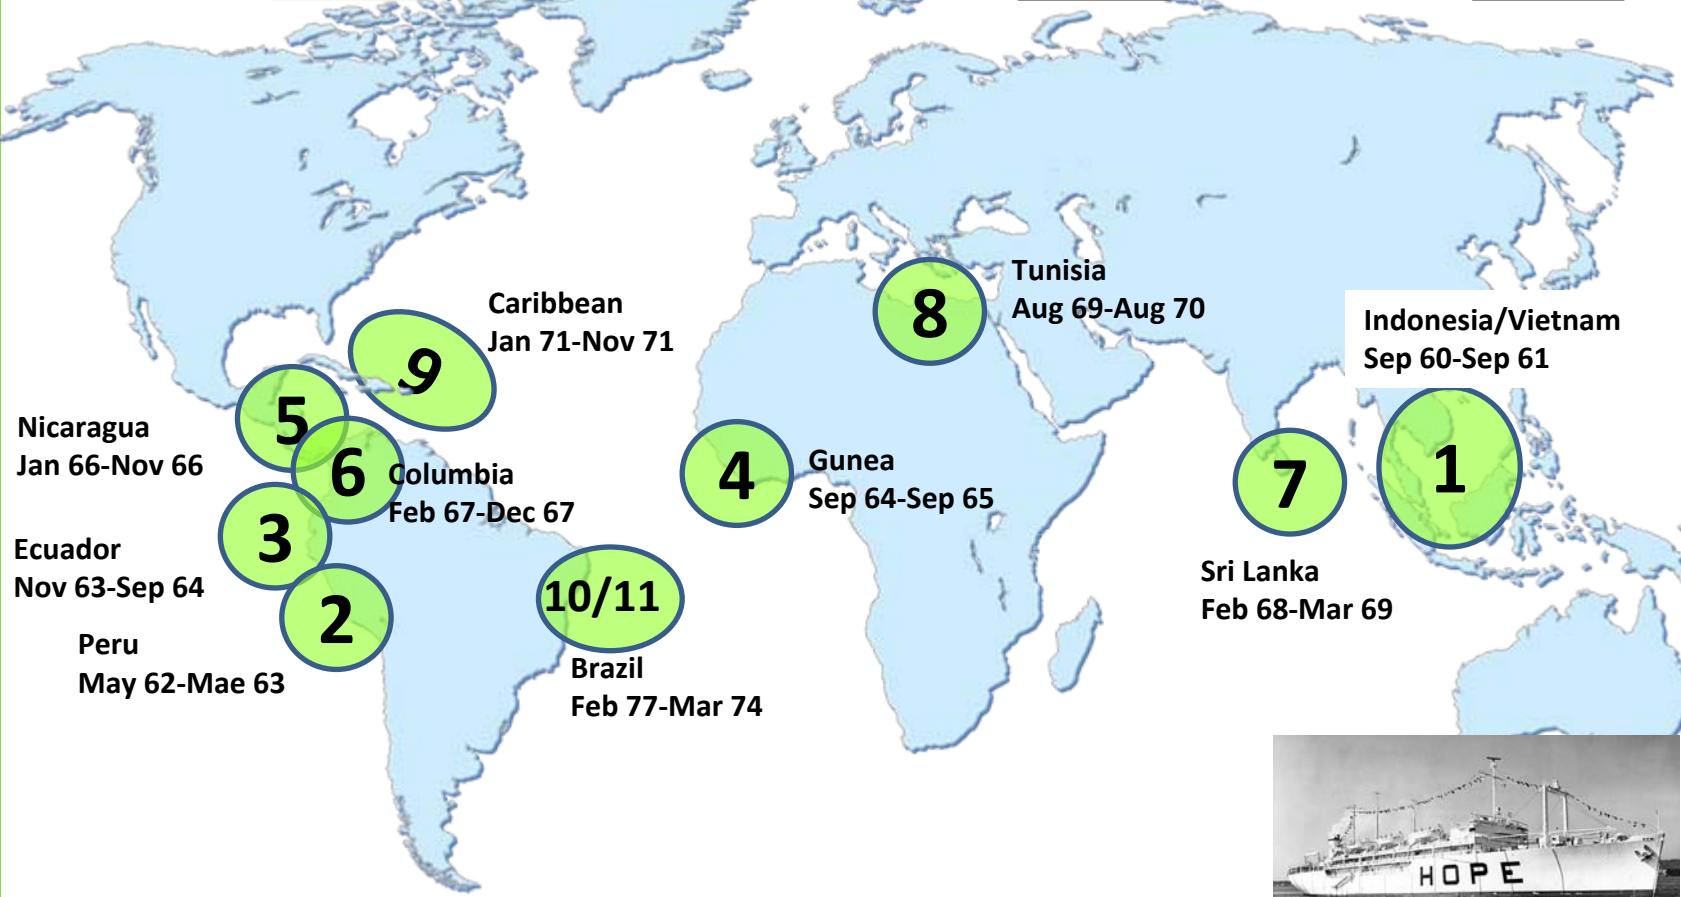 Caribbean
Jan 71-Nov 71
9
Tunisia
Aug 69-Aug 70
8
Indonesia/Vietnam
Sep 60-Sep 61
1
Nicaragua
Jan 66-Nov 66
5
Columbia
Feb 67-Dec 67
6
Gunea
Sep 64-Sep 65
4
7
Sri Lanka
Feb 68-Mar 69
Ecuador
Nov 63-Sep 64
3
Peru
May 62-Mae 63
2
10/11
Brazil
Feb 77-Mar 74
HOPE